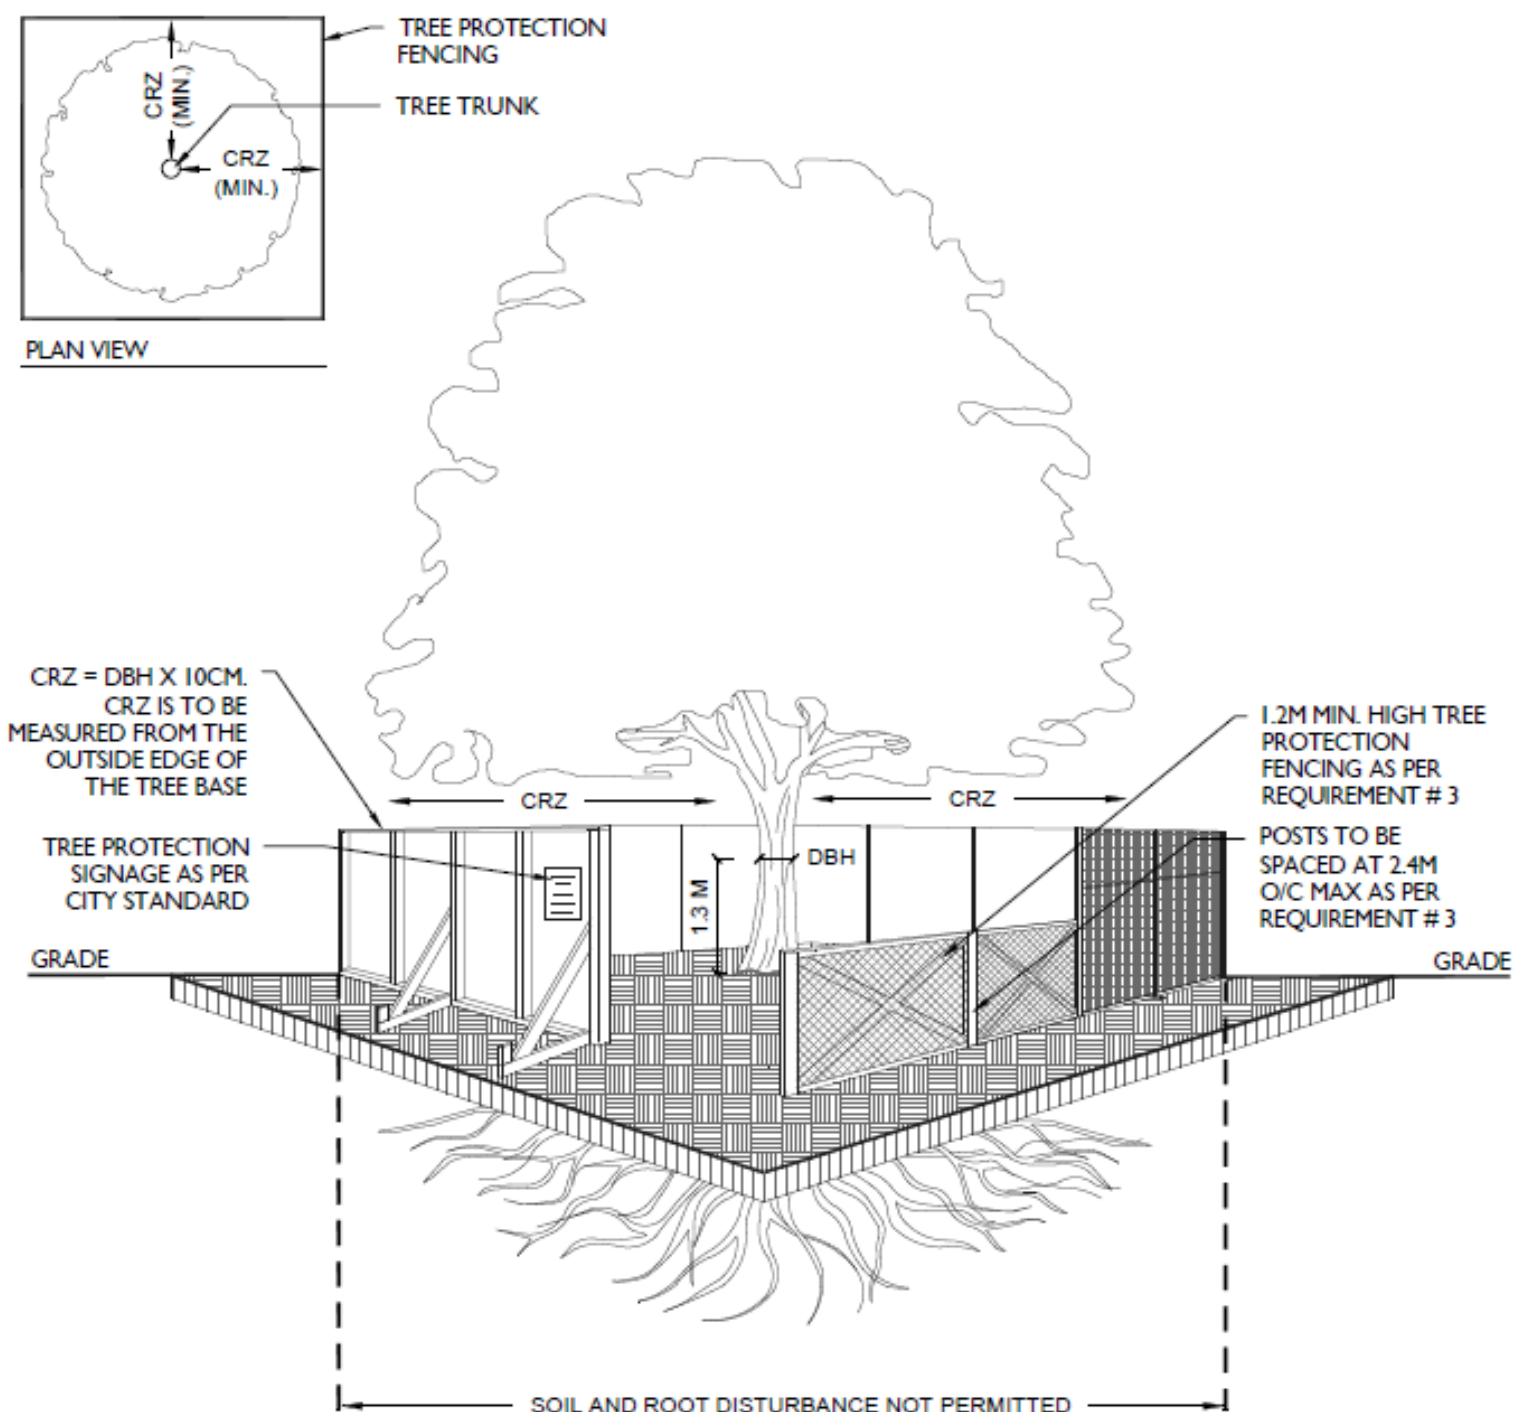 TREE PROTECTION
FENCING
TREE TRUNK
CRZ
(MIN.)
CRZ
(MIN.)
PLAN VIEW
CRZ = DBH X 10CM.
CRZ IS TO BE
MEASURED FROM THE
OUTSIDE EDGE OF
THE TREE BASE
TREE PROTECTION
SIGNAGE AS PER
CITY STANDARD
GRADE
CRZ
CRZ
DBH
1.3 M
1.2M MIN. HIGH TREE
PROTECTION
FENCING AS PER
REQUIREMENT # 3
POSTS TO BE
SPACED AT 2.4M
O/C MAX AS PER
REQUIREMENT # 3
GRADE
SOIL AND ROOT DISTURBANCE NOT PERMITTED